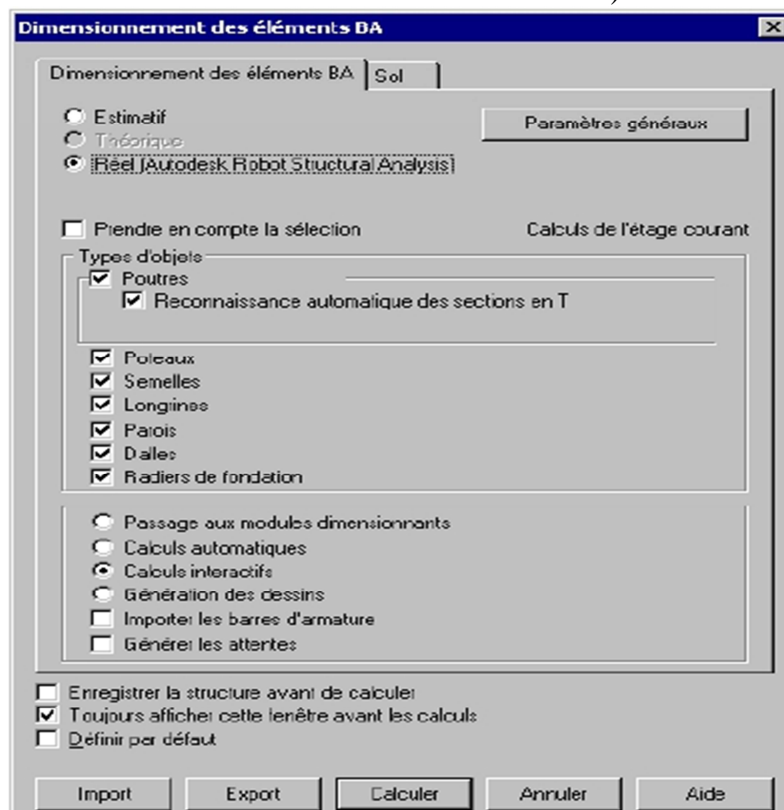 Dimensionnement des éléments BA
Dimensionnement des éléments BA Sol
Estimatif
Paramètres généraux
Théorique
Réel (Autodesk Robot Structural Analysis)
Prendre en compte la sélection Calculs de l'étage courant
Types d'objets
Poutres
Reconnaissance automatique des sections en T
Poteaux
Semelles
Longrines
Parois
Dalles
Radiers de fondation
Passage aux modules dimensionnants
Calculs automatiques
Calculs interactifs
Génération des dessins
Importer les barres d'armature
Générer les attentes
Enregistrer la structure avant de calculer
Toujours afficher cette fenêtre avant les calculs
Définir par défaut
Import Export Calculer Annuler Aide